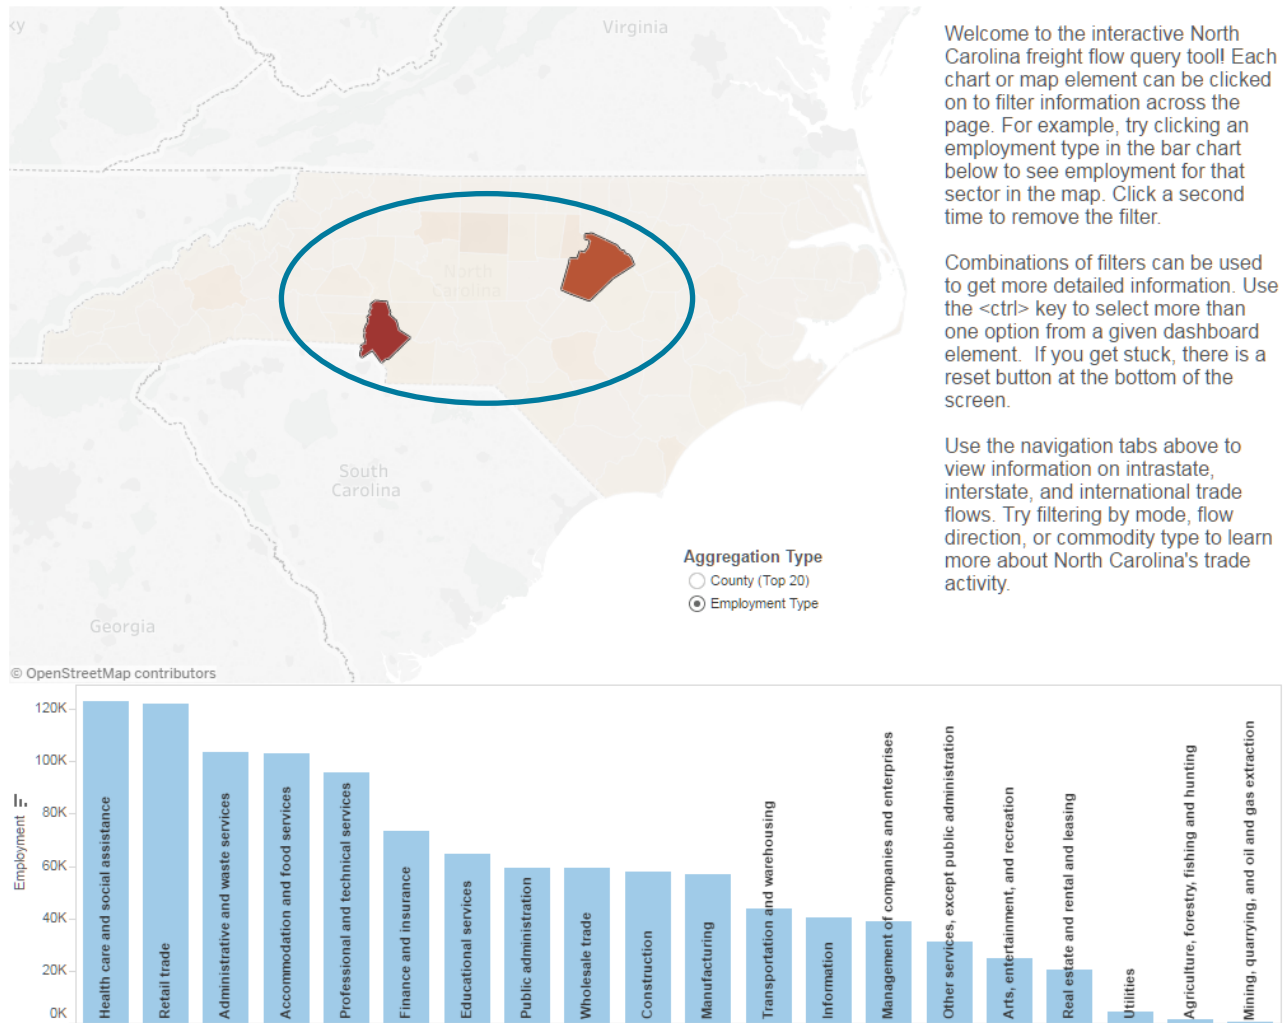 ky
Virginia
North
Carolina
South
Carolina
Georgia
© OpenStreetMap contributors
Welcome to the interactive North
Carolina freight flow query tool! Each
chart or map element can be clicked
on to filter information across the
page. For example, try clicking an
employment type in the bar chart
below to see employment for that
sector in the map. Click a second
time to remove the filter.
Combinations of filters can be used
to get more detailed information. Use
the <ctrl> key to select more than
one option from a given dashboard
element.  If you get stuck, there is a
reset button at the bottom of the
screen.
Use the navigation tabs above to
view information on intrastate,
interstate, and international trade
flows. Try filtering by mode, flow
direction, or commodity type to learn
more about North Carolina's trade
activity.
Aggregation Type
County (Top 20)
Employment Type
Employment
120K
100K
80K
60K
40K
20K
0K
Health care and social assistance
Retail trade
Administrative and waste services
Accommodation and food services
Professional and technical services
Finance and insurance
Educational services
Public administration
Wholesale trade
Construction
Manufacturing
Transportation and warehousing
Information
Management of companies and enterprises
Other services, except public administration
Arts, entertainment, and recreation
Real estate and rental and leasing
Utilities
Agriculture, forestry, fishing and hunting
Mining, quarrying, and oil and gas extraction